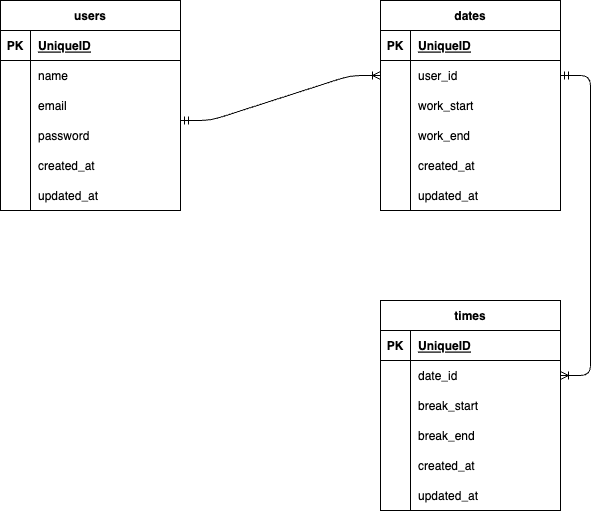 users
PK UniqueID
name
email
password
created_at
updated_at
dates
PK UniqueID
user_id
work_start
work_end
created_at
updated_at
times
PK UniqueID
date_id
break_start
break_end
created_at
updated_at